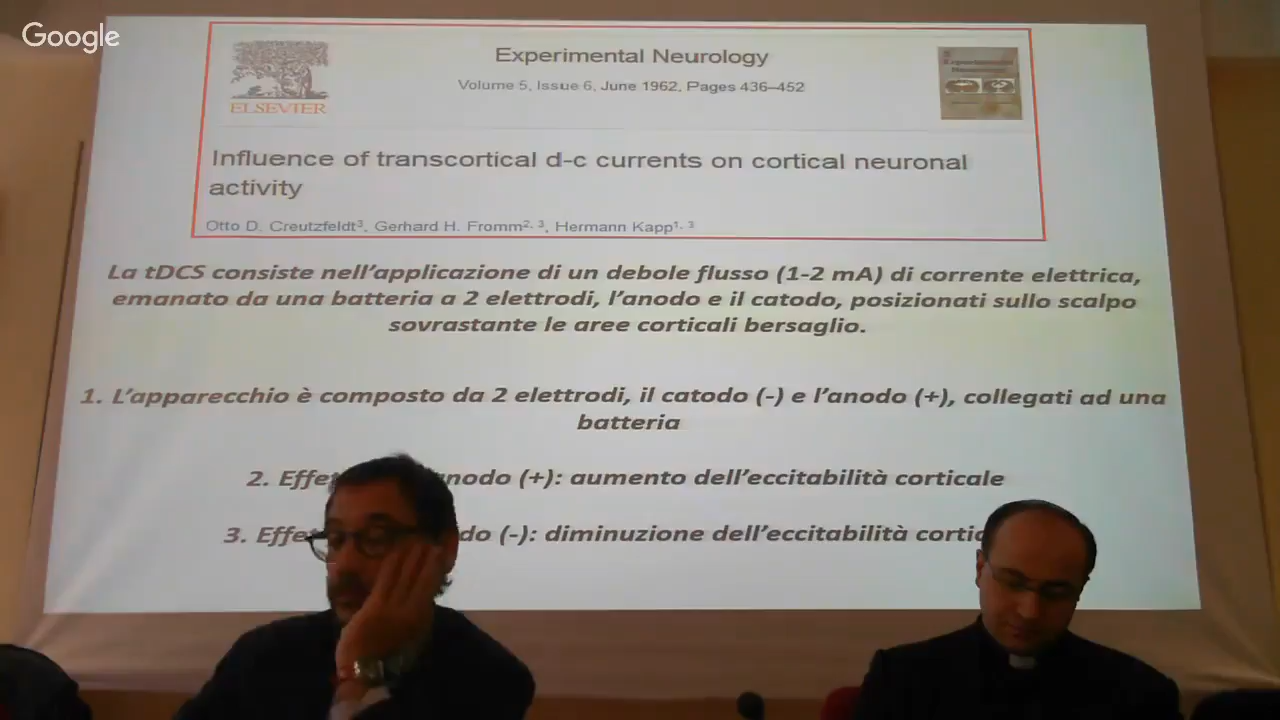 Google
Experimental Neurology
Volume 5, Issue 6, June 1962, Pages 436–452
Experimental
Neurology
ELSEVIER
Influence of transcortical d-c currents on cortical neuronal
activity
Otto D. Creutzfeldt³, Gerhard H. Fromm²˒ ³, Hermann Kapp¹˒ ³
La tDCS consiste nell'applicazione di un debole flusso (1-2 mA) di corrente elettrica,
emanato da una batteria a 2 elettrodi, l'anodo e il catodo, posizionati sullo scalpo
sovrastante le aree corticali bersaglio.
1. L'apparecchio è composto da 2 elettrodi, il catodo (-) e l'anodo (+), collegati ad una
batteria
2. Effe nodo (+): aumento dell'eccitabilità corticale
3. Effe do (-): diminuzione dell'eccitabilità cortic